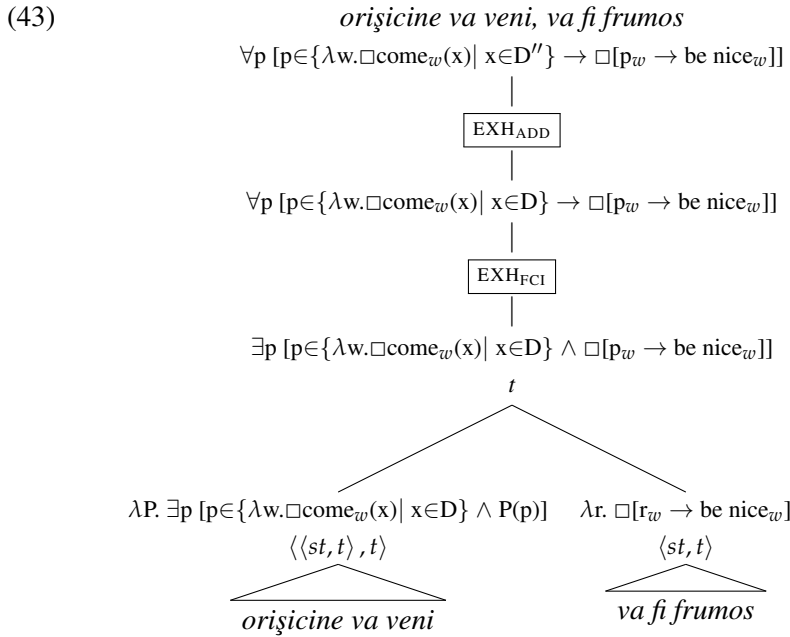 (43) orişicine va veni, va fi frumos
∀p [p∈{λw.□come_w(x)| x∈D″} → □[p_w → be nice_w]]
EXH_ADD
∀p [p∈{λw.□come_w(x)| x∈D} → □[p_w → be nice_w]]
EXH_FCI
∃p [p∈{λw.□come_w(x)| x∈D} ∧ □[p_w → be nice_w]]
t
λP. ∃p [p∈{λw.□come_w(x)| x∈D} ∧ P(p)] λr. □[r_w → be nice_w]
⟨⟨st, t⟩, t⟩ ⟨st, t⟩
orişicine va veni va fi frumos